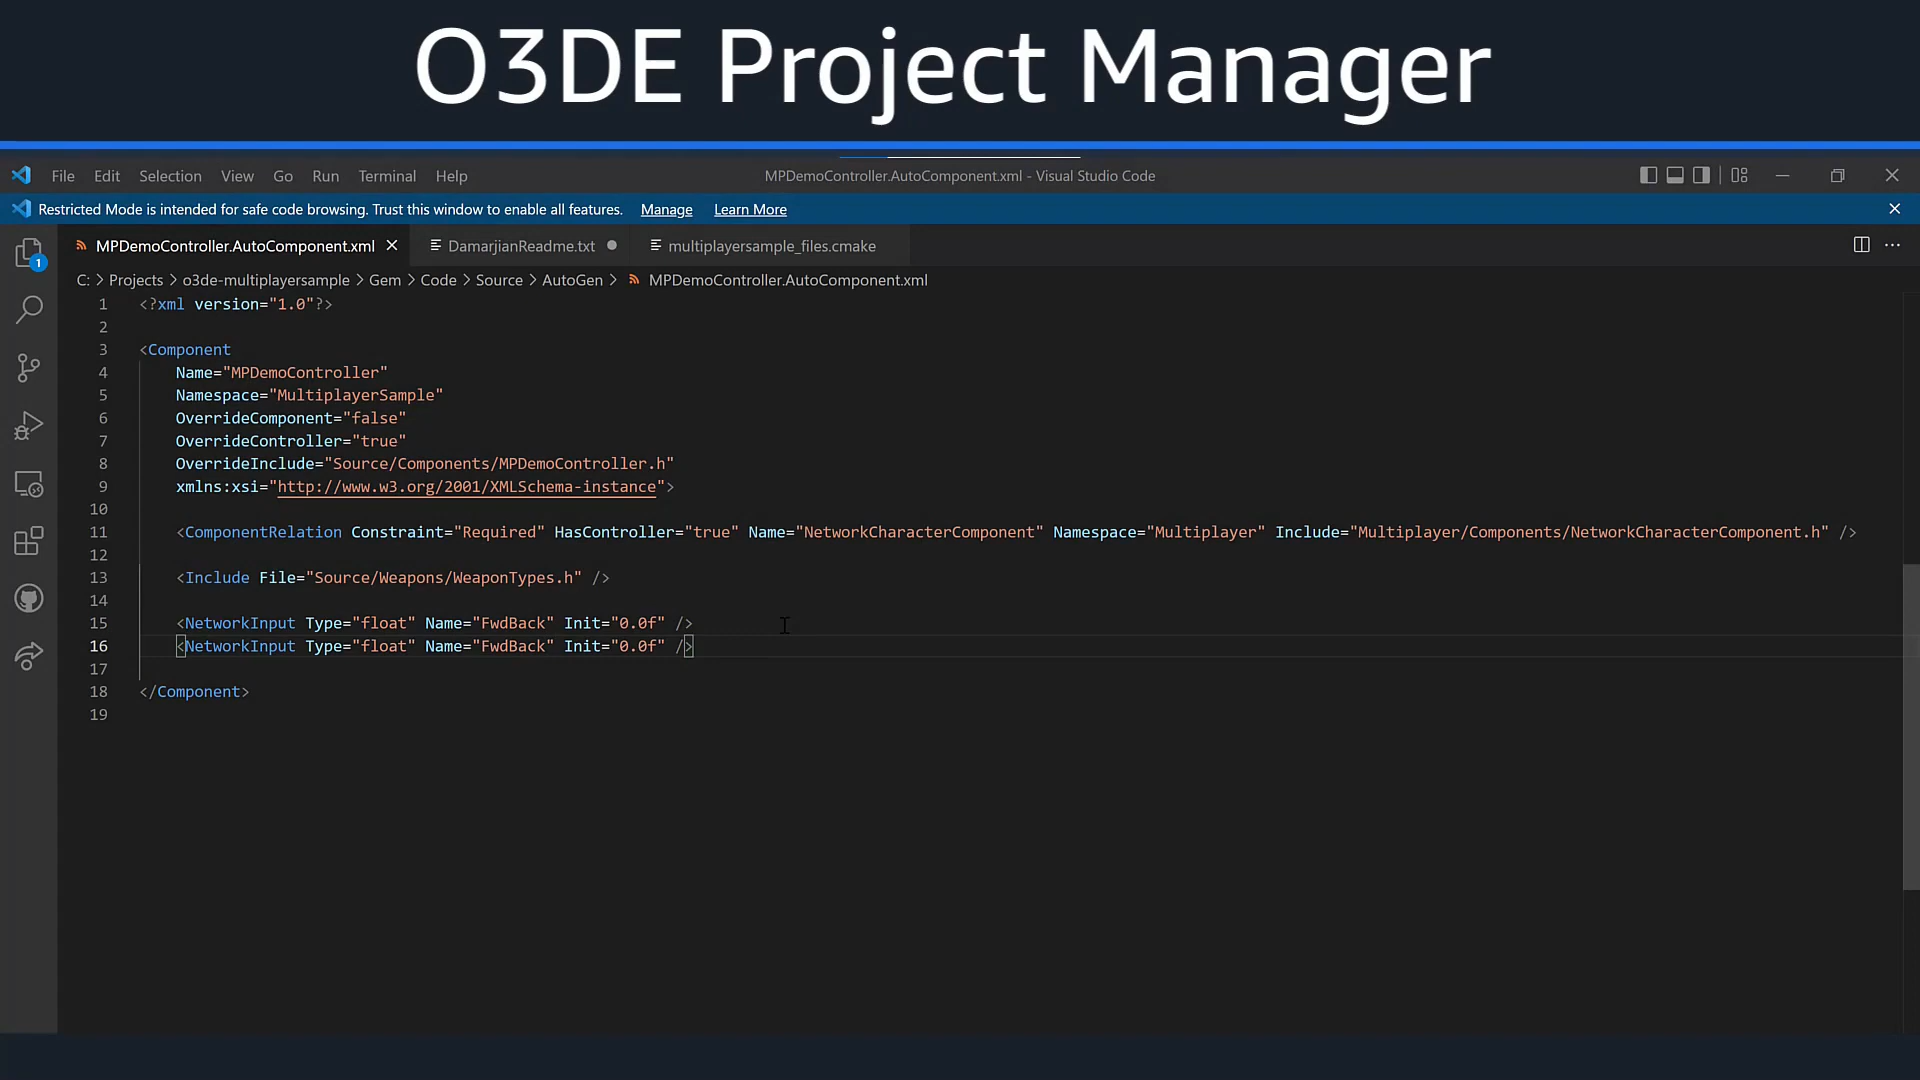 O3DE Project Manager
File Edit Selection View Go Run Terminal Help MPDemoController.AutoComponent.xml - Visual Studio Code
Restricted Mode is intended for safe code browsing. Trust this window to enable all features. Manage Learn More
MPDemoController.AutoComponent.xml DamarjianReadme.txt multiplayersample_files.cmake
1
C: > Projects > o3de-multiplayersample > Gem > Code > Source > AutoGen > MPDemoController.AutoComponent.xml
1 <?xml version="1.0"?>
2
3 <Component
4 Name="MPDemoController"
5 Namespace="MultiplayerSample"
6 OverrideComponent="false"
7 OverrideController="true"
8 OverrideInclude="Source/Components/MPDemoController.h"
9 xmlns:xsi="http://www.w3.org/2001/XMLSchema-instance">
10
11 <ComponentRelation Constraint="Required" HasController="true" Name="NetworkCharacterComponent" Namespace="Multiplayer" Include="Multiplayer/Components/NetworkCharacterComponent.h" />
12
13 <Include File="Source/Weapons/WeaponTypes.h" />
14
15 <NetworkInput Type="float" Name="FwdBack" Init="0.0f" />
16 <NetworkInput Type="float" Name="FwdBack" Init="0.0f" />
17
18 </Component>
19